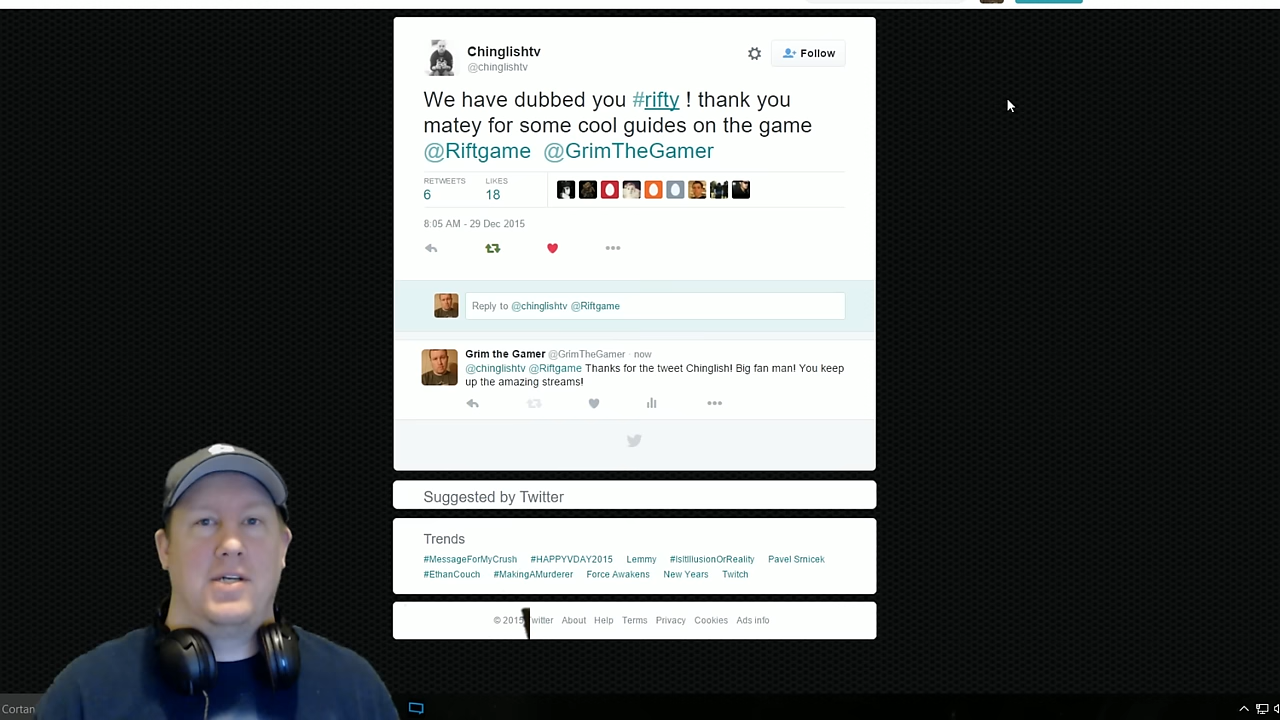 Chinglishtv
@chinglishtv
Follow
We have dubbed you #rifty ! thank you
matey for some cool guides on the game
@Riftgame @GrimTheGamer
RETWEETS LIKES
6 18
8:05 AM - 29 Dec 2015
Reply to @chinglishtv @Riftgame
Grim the Gamer @GrimTheGamer · now
@chinglishtv @Riftgame Thanks for the tweet Chinglish! Big fan man! You keep
up the amazing streams!
Suggested by Twitter
Trends
#MessageForMyCrush #HAPPYVDAY2015 Lemmy #IsItIllusionOrReality Pavel Srnicek
#EthanCouch #MakingAMurderer Force Awakens New Years Twitch
© 2015 witter About Help Terms Privacy Cookies Ads info
Cortan